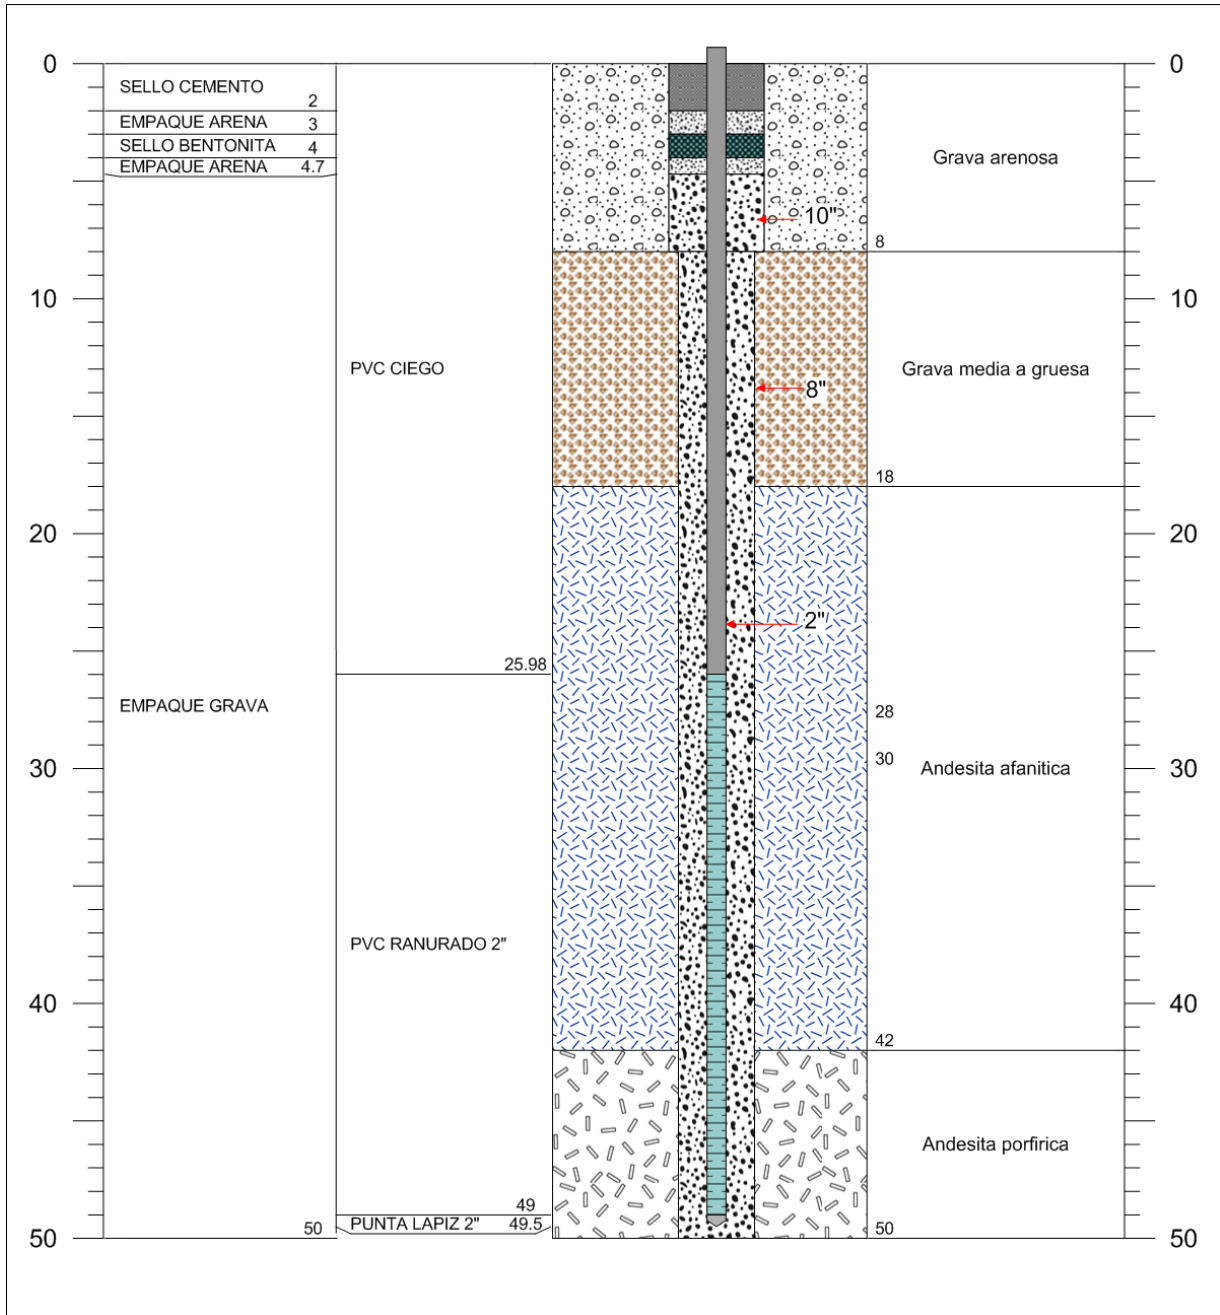 0
0
SELLO CEMENTO
2
EMPAQUE ARENA 3
SELLO BENTONITA 4
EMPAQUE ARENA 4.7
Grava arenosa
10"
8
10
10
PVC CIEGO
8"
Grava media a gruesa
18
20
20
2"
25.98
EMPAQUE GRAVA
28
30
30
30
Andesita afanitica
PVC RANURADO 2"
40
40
42
Andesita porfirica
49
PUNTA LAPIZ 2" 49.5
50
50
50
50